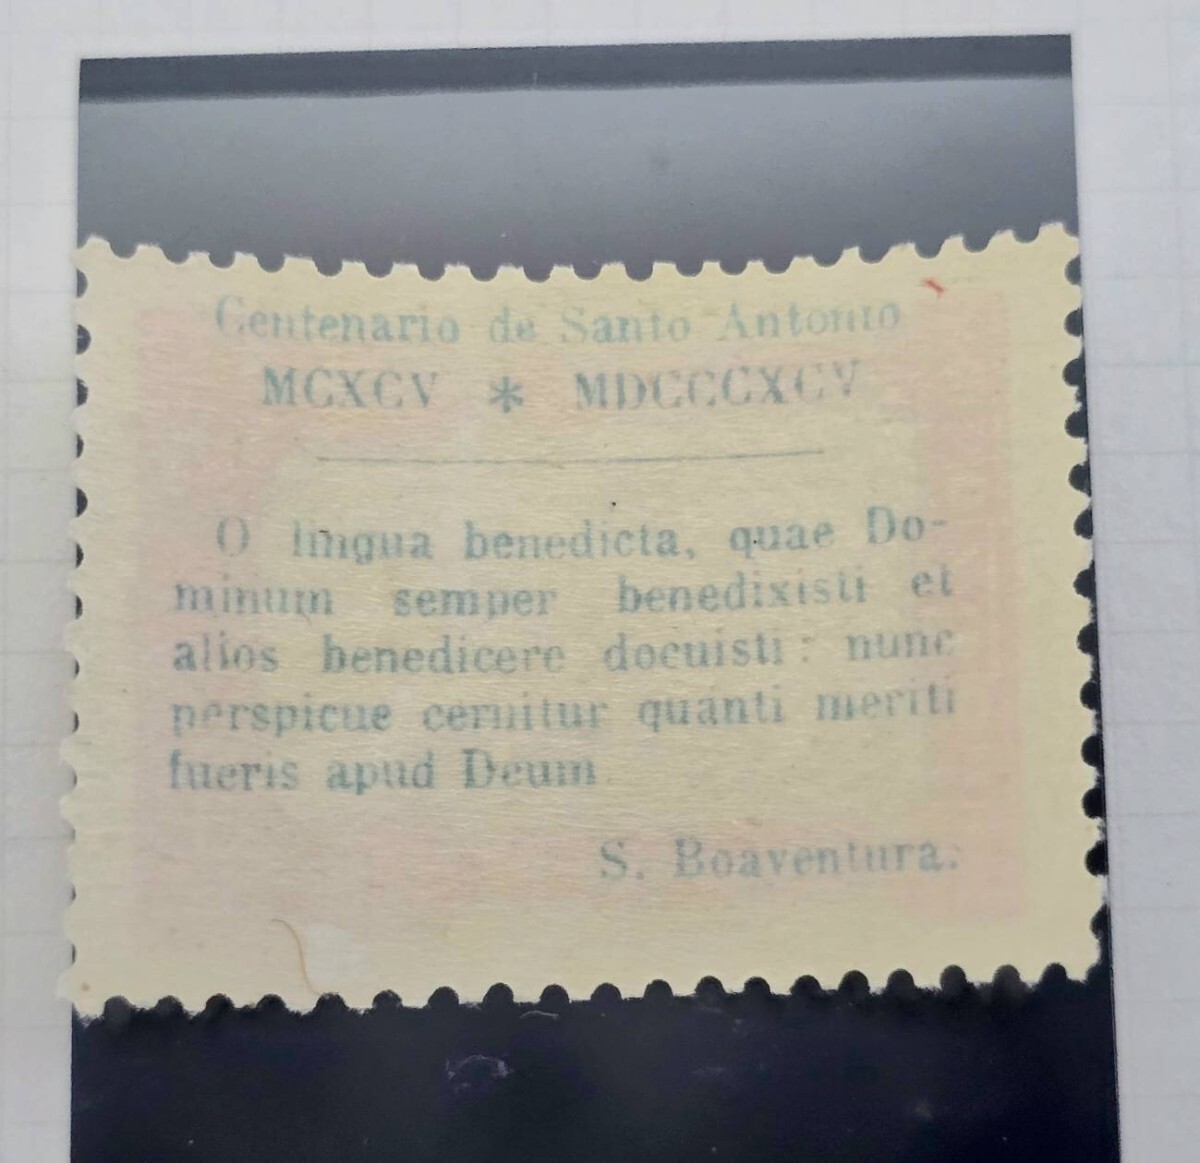 Centenario de Santo Antonio
MCXCV * MDCCCXCV
O lingua benedicta, quae Do-
minum semper benedixisti et
alios benedicere docuisti: nunc
perspicue cernitur quanti meriti
fueris apud Deum
S. Boaventura.